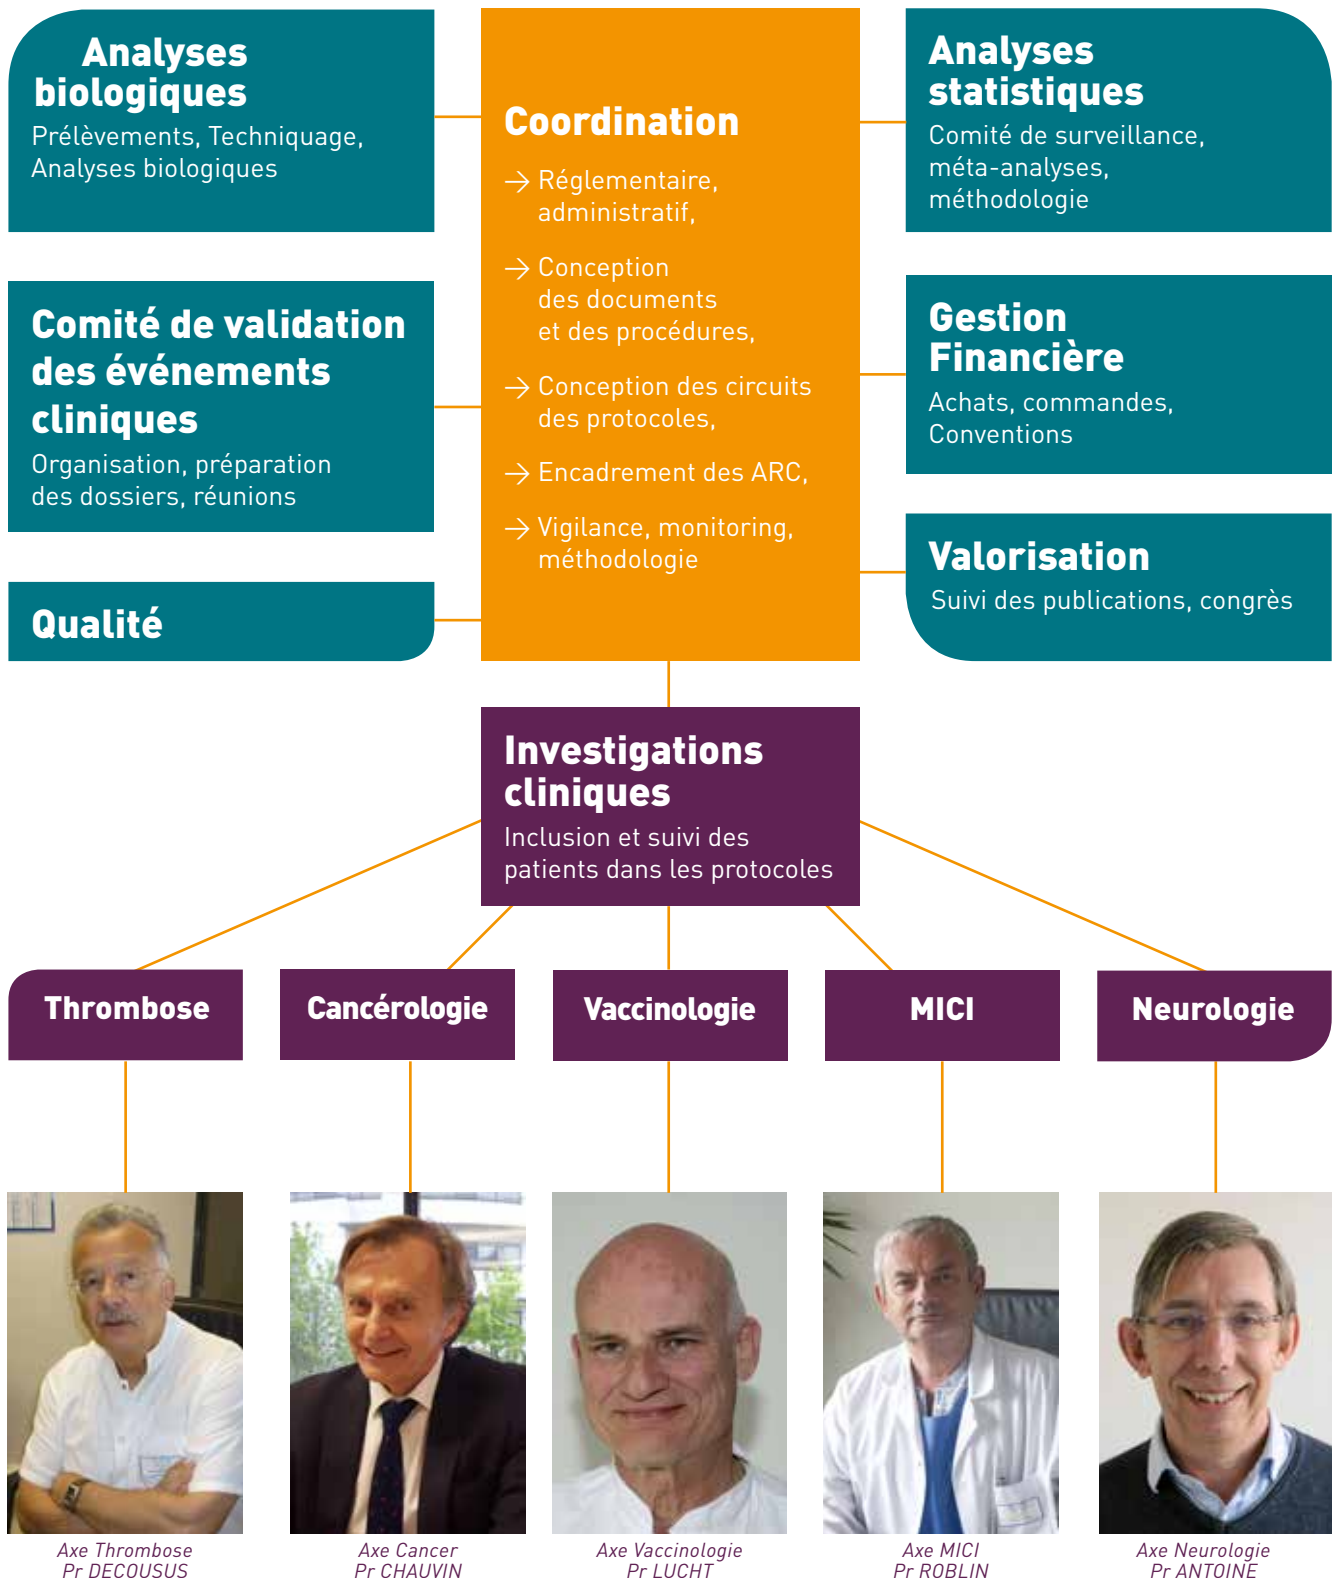 Analyses
biologiques
Prélèvements, Techniquage,
Analyses biologiques
Comité de validation
des événements
cliniques
Organisation, préparation
des dossiers, réunions
Qualité
Coordination
→ Réglementaire,
administratif,
→ Conception
des documents
et des procédures,
→ Conception des circuits
des protocoles,
→ Encadrement des ARC,
→ Vigilance, monitoring,
méthodologie
Analyses
statistiques
Comité de surveillance,
méta-analyses,
méthodologie
Gestion
Financière
Achats, commandes,
Conventions
Valorisation
Suivi des publications, congrès
Investigations
cliniques
Inclusion et suivi des
patients dans les protocoles
Thrombose
Cancérologie
Vaccinologie
MICI
Neurologie
Axe Thrombose
Pr DECOUSUS
Axe Cancer
Pr CHAUVIN
Axe Vaccinologie
Pr LUCHT
Axe MICI
Pr ROBLIN
Axe Neurologie
Pr ANTOINE